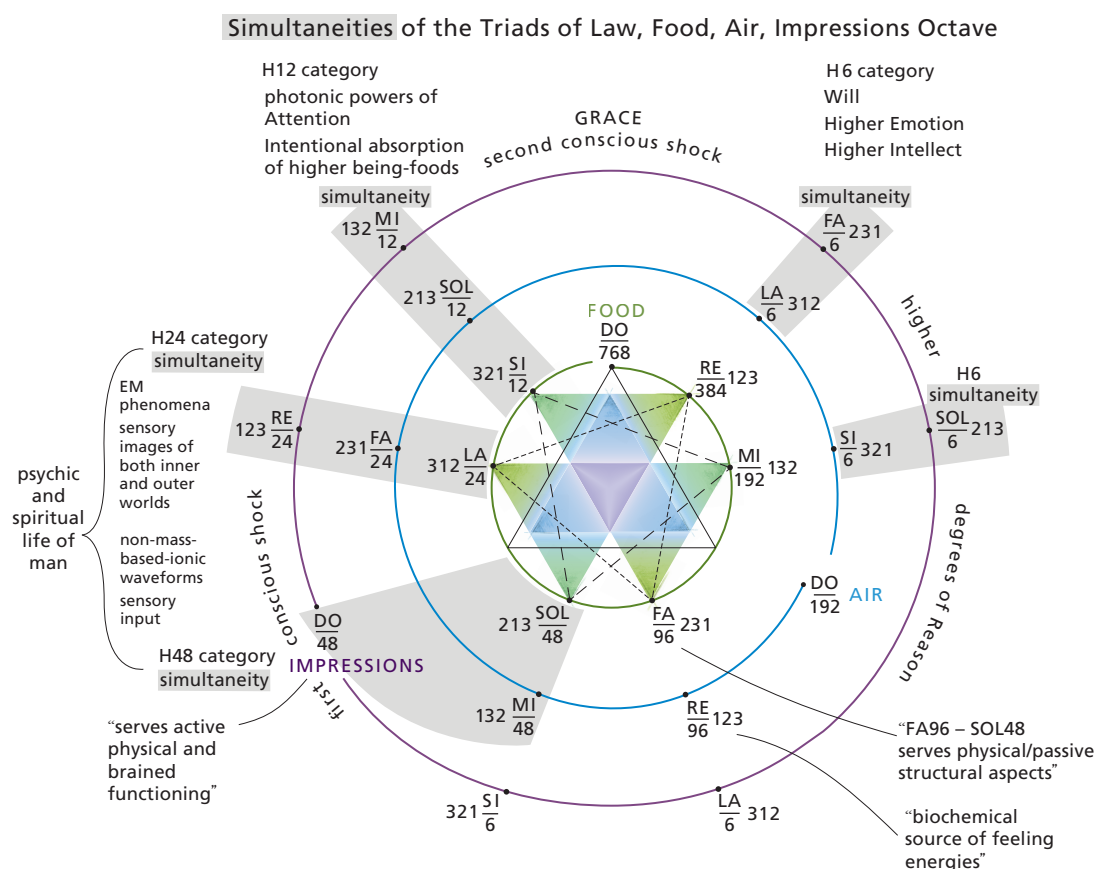 Simultaneities of the Triads of Law, Food, Air, Impressions Octave
H12 category
photonic powers of
Attention
Intentional absorption
of higher being-foods
simultaneity
132 MI
12
213 SOL
12
321 SI
12
GRACE
second conscious shock
H6 category
Will
Higher Emotion
Higher Intellect
simultaneity
FA 231
6
LA 312
6
higher
degrees of Reason
H6
simultaneity
SOL 213
6
SI 321
6
FOOD
DO
768
RE 123
384
MI 132
192
FA 231
96
213 SOL
48
312 LA
24
H24 category
simultaneity
EM
phenomena
sensory
images of
both inner
and outer
worlds
123 RE
24
231 FA
24
psychic
and
spiritual
life of
man
non-mass-
based-ionic
waveforms
sensory
input
H48 category
simultaneity
first conscious shock
DO
48
IMPRESSIONS
"serves active
physical and
brained
functioning"
132 MI
48
DO
192
AIR
RE 123
96
321 SI
6
LA 312
6
"FA96 – SOL48
serves physical/passive
structural aspects"
"biochemical
source of feeling
energies"